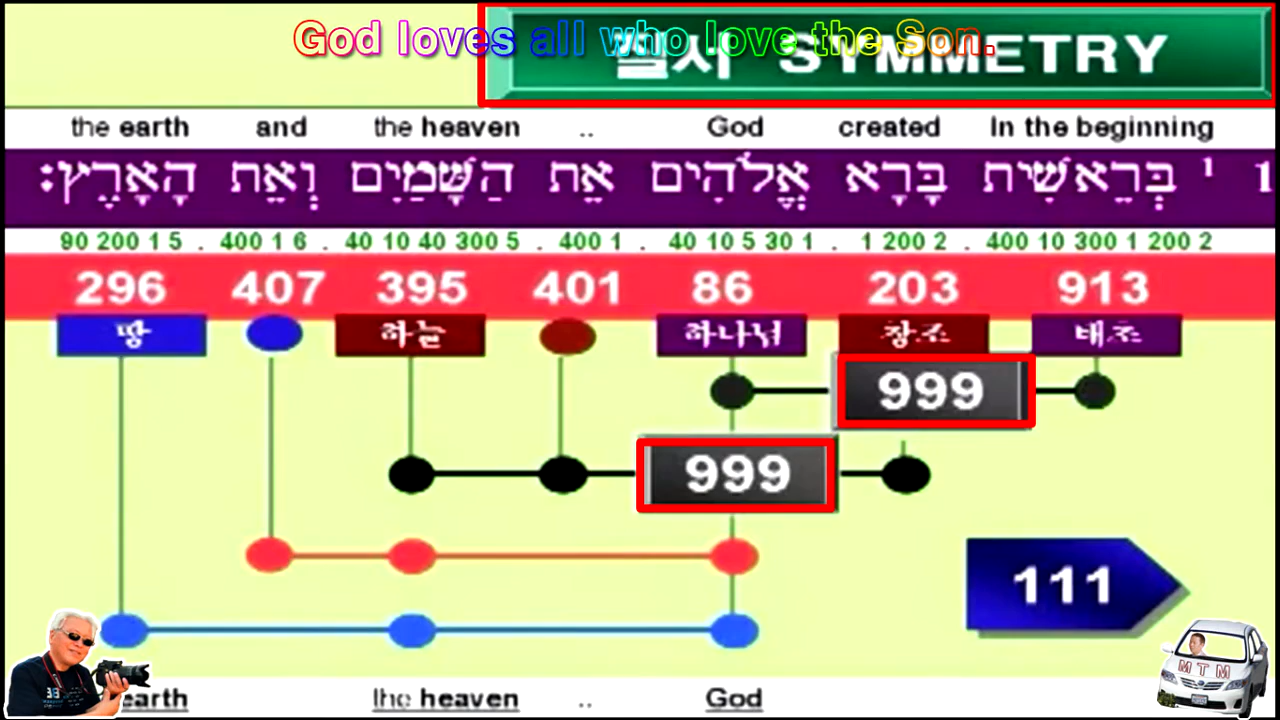 God loves all who love the Son.
SYMMETRY
the earth and the heaven .. God created In the beginning
1 ¹ בְּרֵאשִׁית בָּרָא אֱלֹהִים אֵת הַשָּׁמַיִם וְאֵת הָאָרֶץ׃
90 200 1 5 . 400 1 6 . 40 10 40 300 5 . 400 1 . 40 10 5 30 1 . 1 200 2 . 400 10 300 1 200 2
296 407 395 401 86 203 913
땅 하늘 하나님 창조 태초
999
999
111
MTM
earth the heaven .. God